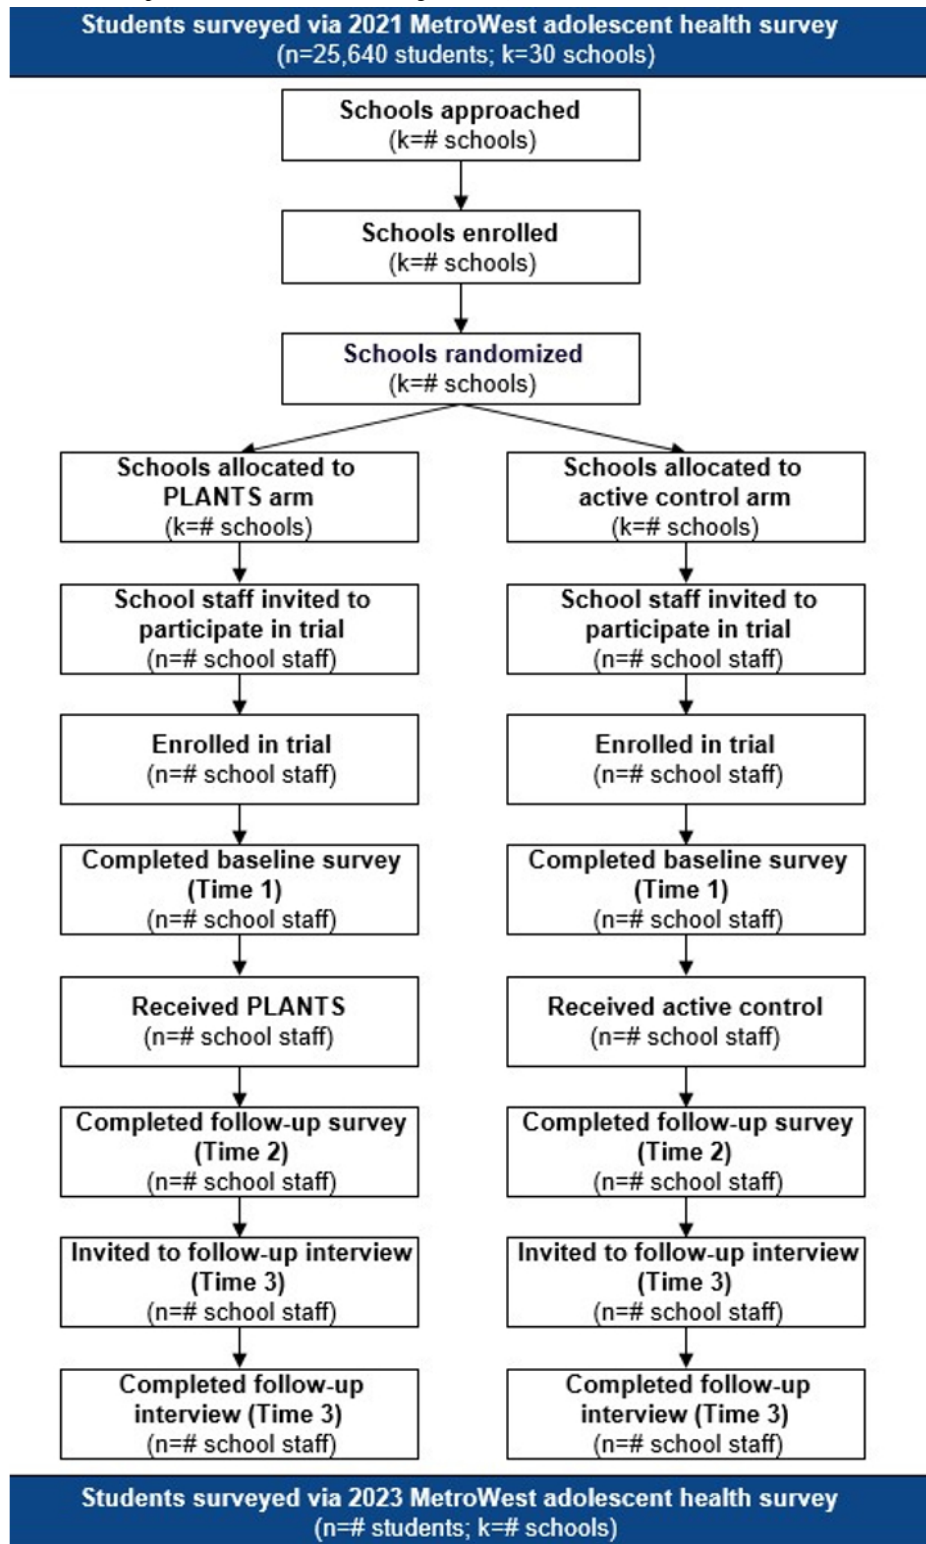 Students surveyed via 2021 MetroWest adolescent health survey
(n=25,640 students; k=30 schools)
Schools approached
(k=# schools)
Schools enrolled
(k=# schools)
Schools randomized
(k=# schools)
Schools allocated to
PLANTS arm
(k=# schools)
Schools allocated to
active control arm
(k=# schools)
School staff invited to
participate in trial
(n=# school staff)
School staff invited to
participate in trial
(n=# school staff)
Enrolled in trial
(n=# school staff)
Enrolled in trial
(n=# school staff)
Completed baseline survey
(Time 1)
(n=# school staff)
Completed baseline survey
(Time 1)
(n=# school staff)
Received PLANTS
(n=# school staff)
Received active control
(n=# school staff)
Completed follow-up survey
(Time 2)
(n=# school staff)
Completed follow-up survey
(Time 2)
(n=# school staff)
Invited to follow-up interview
(Time 3)
(n=# school staff)
Invited to follow-up interview
(Time 3)
(n=# school staff)
Completed follow-up
interview (Time 3)
(n=# school staff)
Completed follow-up
interview (Time 3)
(n=# school staff)
Students surveyed via 2023 MetroWest adolescent health survey
(n=# students; k=# schools)